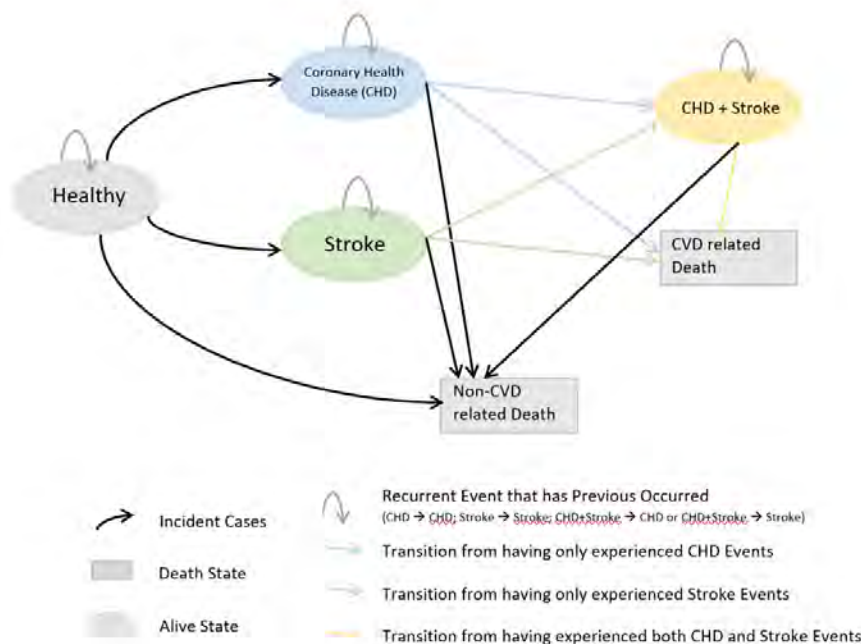 Coronary Health
Disease (CHD)
CHD + Stroke
Healthy
Stroke
CVD related
Death
Non-CVD
related Death
Incident Cases
Death State
Alive State
Recurrent Event that has Previous Occurred
(CHD → CHD; Stroke → Stroke; CHD+Stroke → CHD or CHD+Stroke → Stroke)
Transition from having only experienced CHD Events
Transition from having only experienced Stroke Events
Transition from having experienced both CHD and Stroke Events